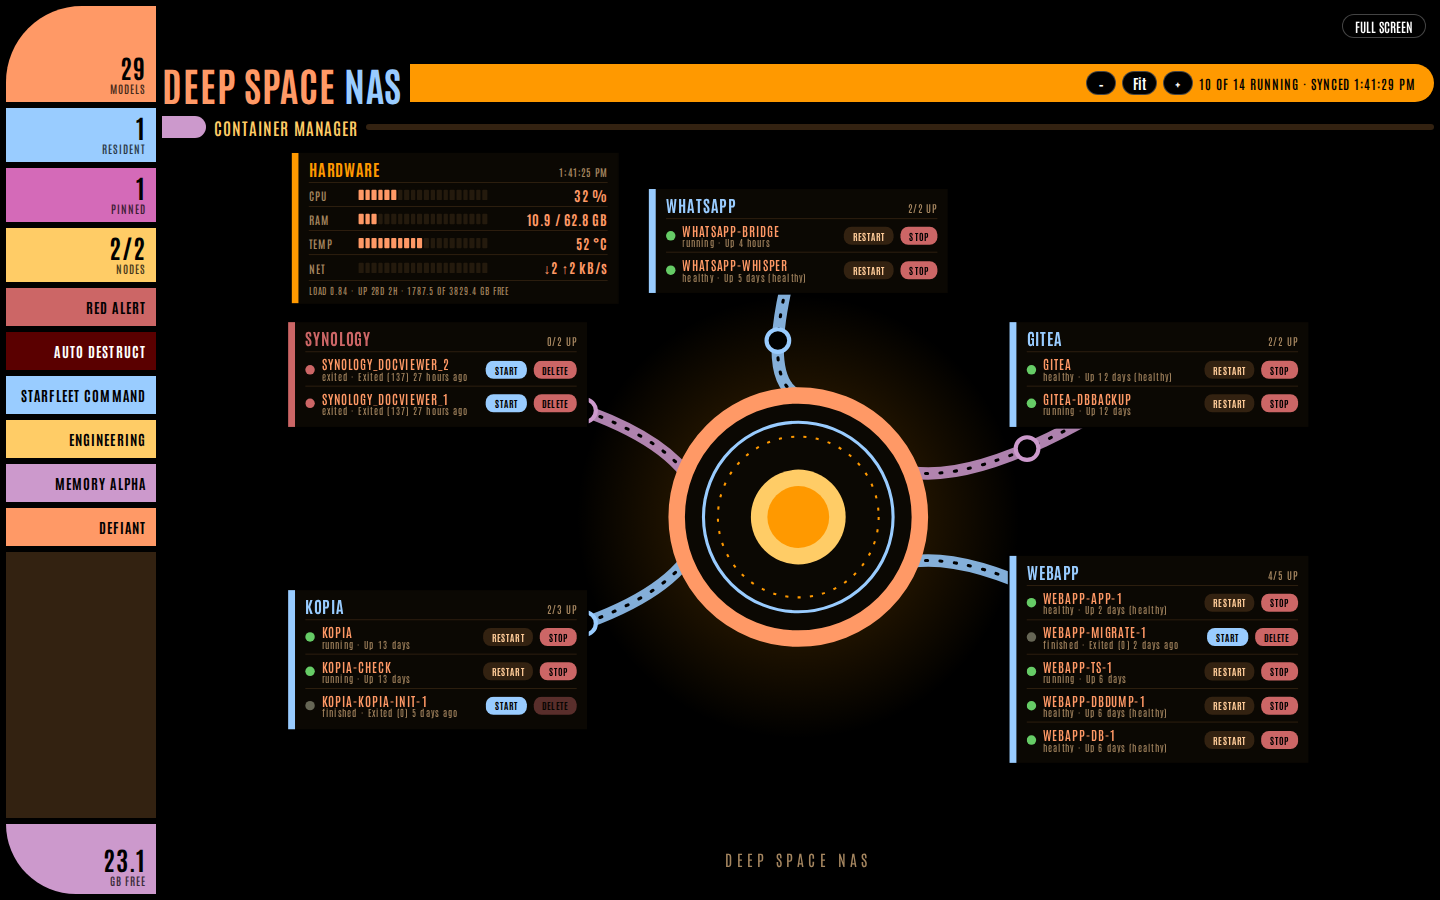 FULL SCREEN
29
MODELS
1
RESIDENT
1
PINNED
2/2
NODES
RED ALERT
AUTO DESTRUCT
STARFLEET COMMAND
ENGINEERING
MEMORY ALPHA
DEFIANT
23.1
GB FREE
DEEP SPACE NAS
- Fit + 10 OF 14 RUNNING · SYNCED 1:41:29 PM
CONTAINER MANAGER
HARDWARE 1:41:25 PM
CPU 32 %
RAM 10.9 / 62.8 GB
TEMP 52 °C
NET ↓2 ↑2 kB/s
LOAD 0.84 · UP 28D 2H · 1787.5 OF 3829.4 GB FREE
WHATSAPP 2/2 UP
WHATSAPP-BRIDGE RESTART STOP
running · Up 4 hours
WHATSAPP-WHISPER RESTART STOP
healthy · Up 5 days (healthy)
SYNOLOGY 0/2 UP
SYNOLOGY_DOCVIEWER_2 START DELETE
exited · Exited (137) 27 hours ago
SYNOLOGY_DOCVIEWER_1 START DELETE
exited · Exited (137) 27 hours ago
GITEA 2/2 UP
GITEA RESTART STOP
healthy · Up 12 days (healthy)
GITEA-DBBACKUP RESTART STOP
running · Up 12 days
KOPIA 2/3 UP
KOPIA RESTART STOP
running · Up 13 days
KOPIA-CHECK RESTART STOP
running · Up 13 days
KOPIA-KOPIA-INIT-1 START DELETE
finished · Exited (0) 5 days ago
WEBAPP 4/5 UP
WEBAPP-APP-1 RESTART STOP
healthy · Up 2 days (healthy)
WEBAPP-MIGRATE-1 START DELETE
finished · Exited (0) 2 days ago
WEBAPP-TS-1 RESTART STOP
running · Up 6 days
WEBAPP-DBDUMP-1 RESTART STOP
healthy · Up 6 days (healthy)
WEBAPP-DB-1 RESTART STOP
healthy · Up 6 days (healthy)
DEEP SPACE NAS